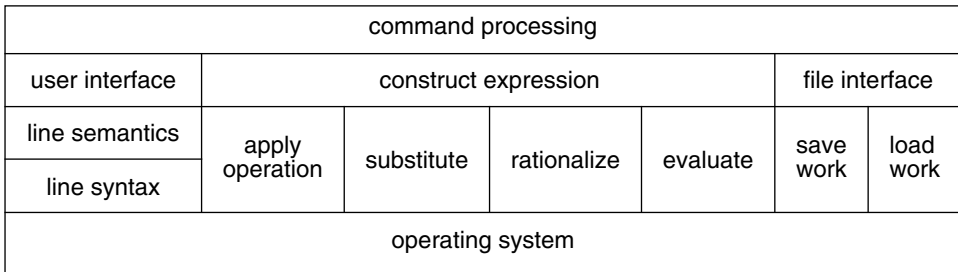 command processing
user interface
construct expression
file interface
line semantics
line syntax
apply
operation
substitute
rationalize
evaluate
save
work
load
work
operating system